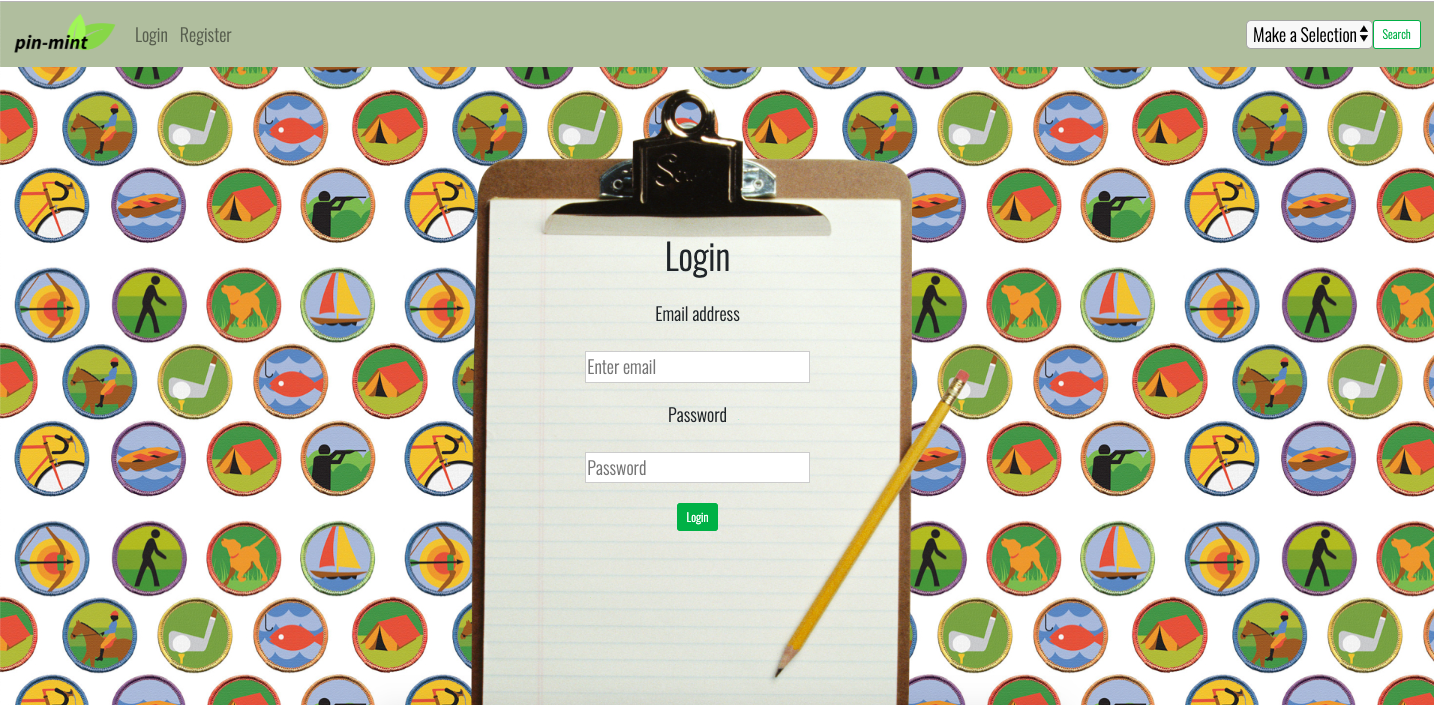 pin-mint
Login
Register
Make a Selection
Search
Login
Email address
Enter email
Password
Password
Login